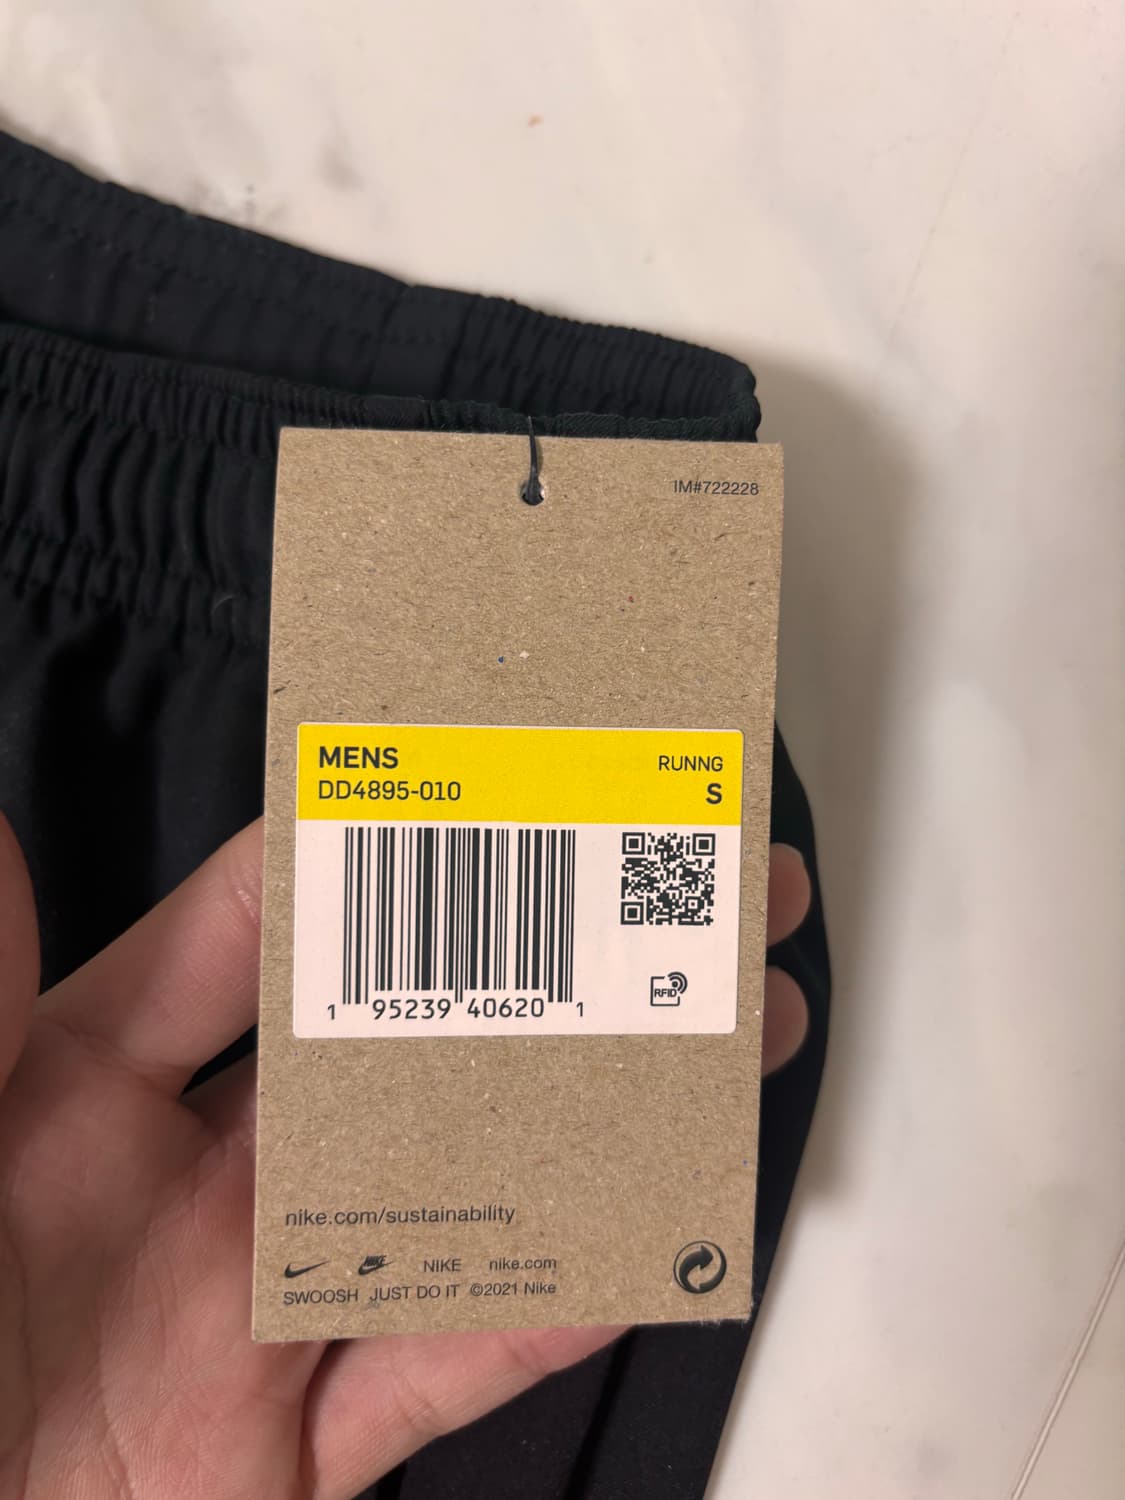 IM#722228
MENS RUNNG
DD4895-010 S
1 95239 40620 1
RFID
nike.com/sustainability
NIKE NIKE nike.com
SWOOSH JUST DO IT ©2021 Nike